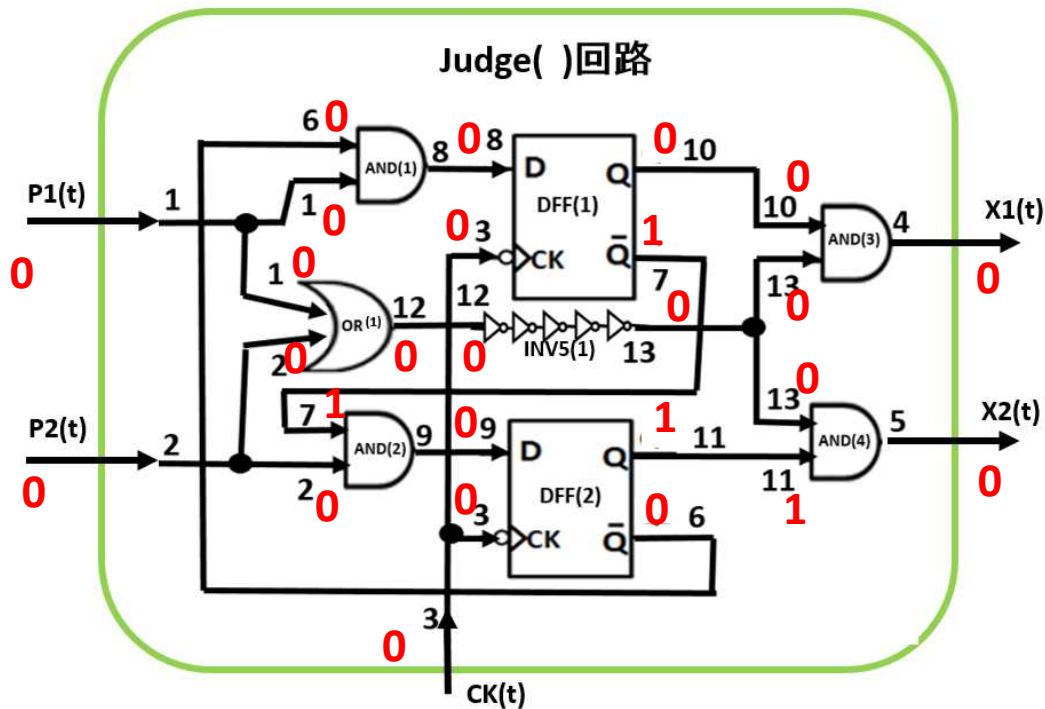 Judge( )回路
6 0
AND(1)
8 0 8
D Q
0 10
0
DFF(1)
P1(t)
1
1 0
0 3
CK Q̅
1
7
10
AND(3)
4
X1(t)
0
0
0
1
OR(1)
12
0
12
0
INV5(1)
13
0
13
0
2 0
1
7
AND(2)
9
0 9
D Q
1
11
0
13
AND(4)
5
X2(t)
0
P2(t)
2
0
2
0
DFF(2)
11
1
0 3
CK Q̅
0
6
3
0
CK(t)